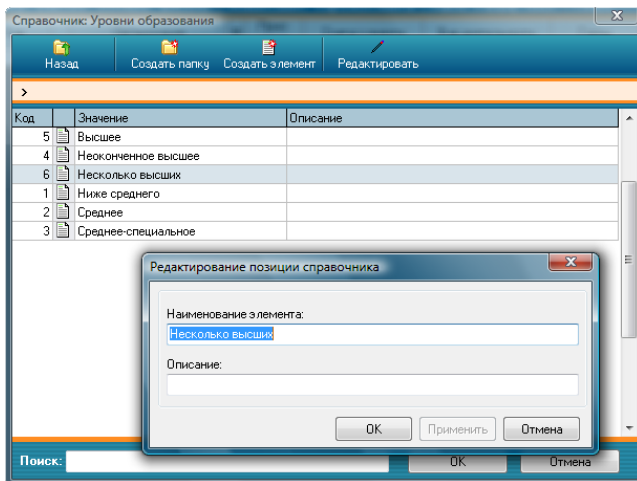 Справочник: Уровни образования
Назад Создать папку Создать элемент Редактировать
>
Код Значение Описание
5 Высшее
4 Неоконченное высшее
6 Несколько высших
1 Ниже среднего
2 Среднее
3 Среднее-специальное
Редактирование позиции справочника
Наименование элемента:
Несколько высших
Описание:
OK Применить Отмена
Поиск: OK Отмена